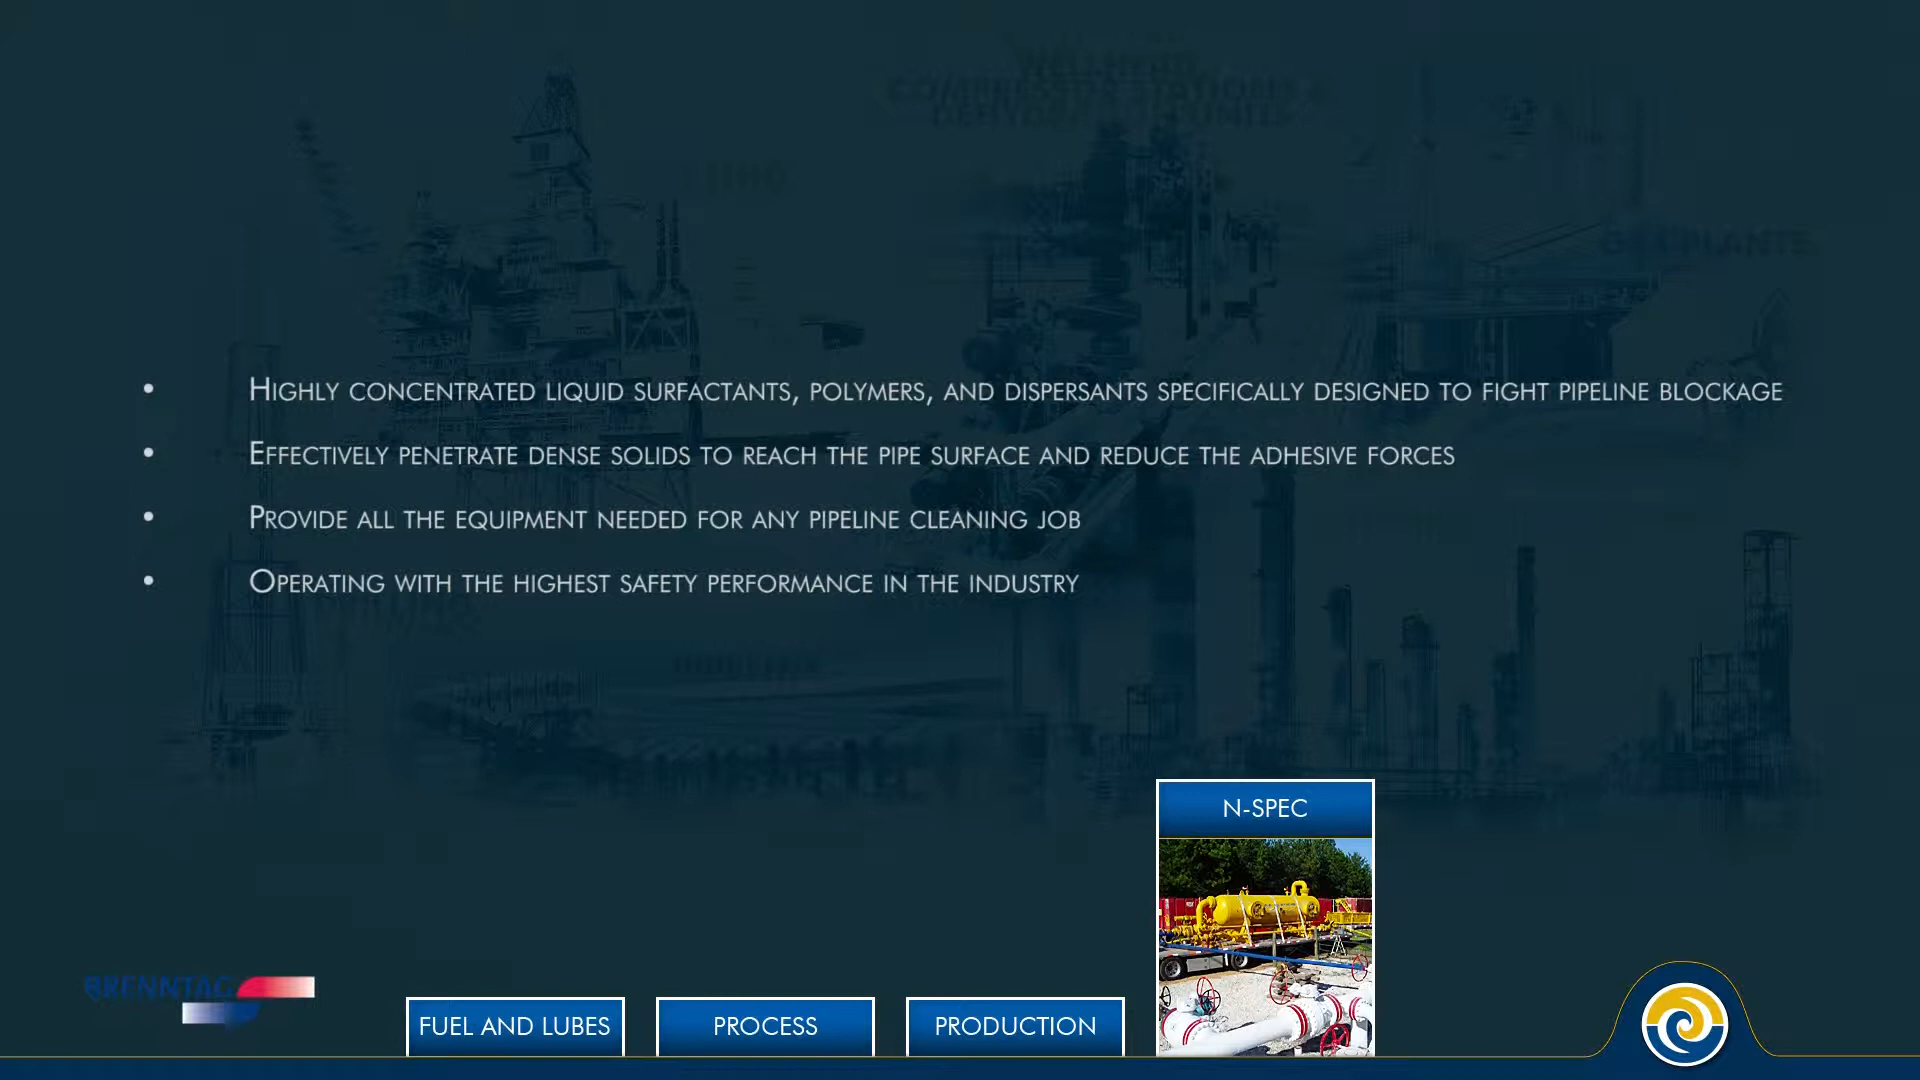 • Highly concentrated liquid surfactants, polymers, and dispersants specifically designed to fight pipeline blockage
• Effectively penetrate dense solids to reach the pipe surface and reduce the adhesive forces
• Provide all the equipment needed for any pipeline cleaning job
• Operating with the highest safety performance in the industry
N-SPEC
BRENNTAG
FUEL AND LUBES
PROCESS
PRODUCTION